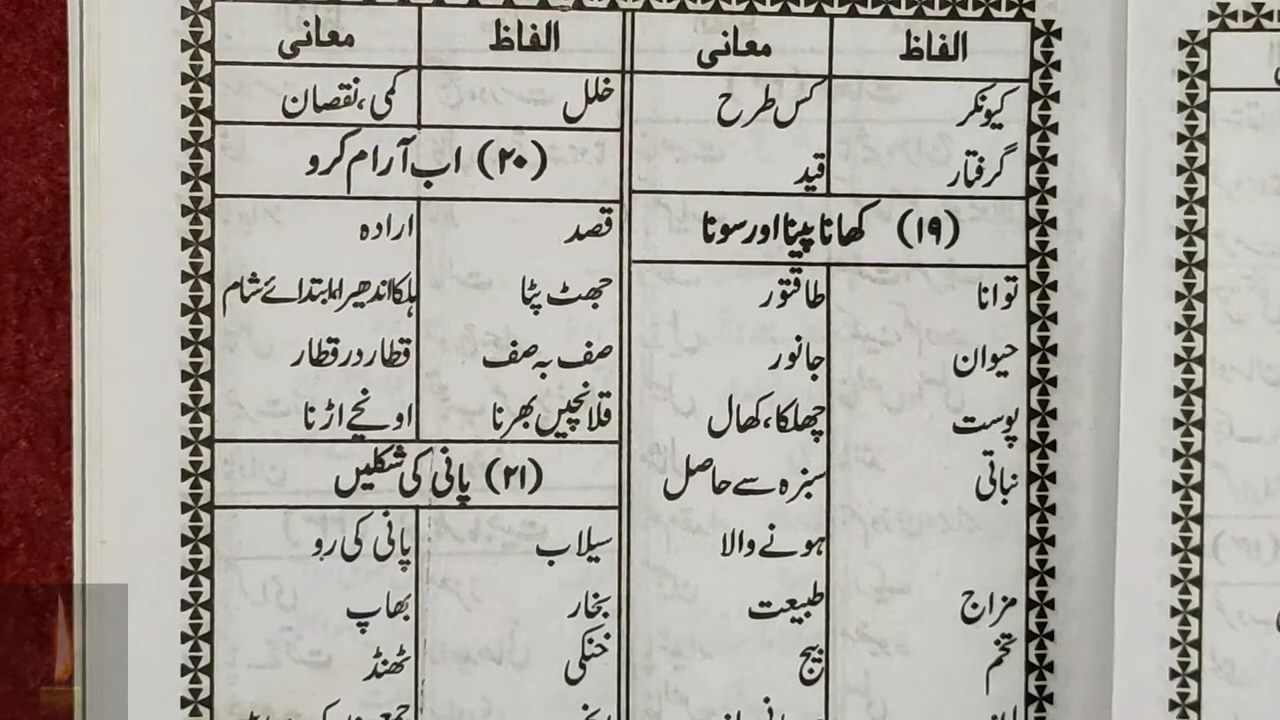 الفاظ معانی
کیونکر کس طرح
گرفتار قید
(۱۹) کھانا پینا اور سونا
توانا طاقتور
حیوان جانور
پوست چھلکا، کھال
نباتی سبزہ سے حاصل
ہونے والا
مزاج طبیعت
تخم بیج
الفاظ معانی
خلل کمی، نقصان
(۲۰) اب آرام کرو
قصد ارادہ
جھٹ پٹا ہلکا اندھیرا، ابتدائے شام
صف بہ صف قطار در قطار
قلانچیں بھرنا اونچے اڑنا
(۲۱) پانی کی شکلیں
سیلاب پانی کی رو
بخار بھاپ
خنکی ٹھنڈ